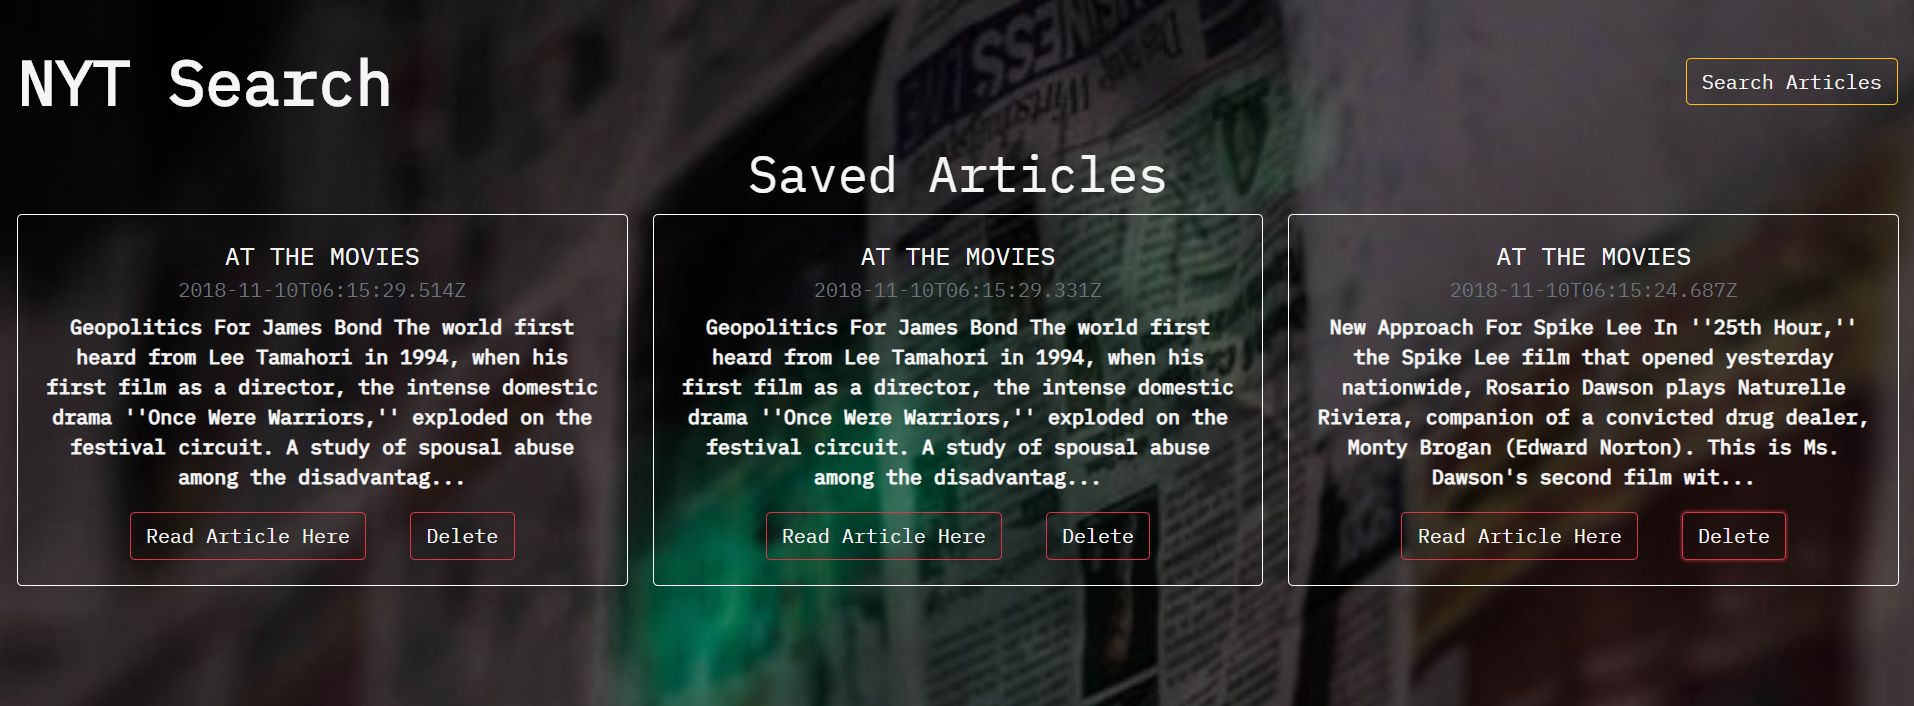 NYT Search
Search Articles
Saved Articles
AT THE MOVIES
2018-11-10T06:15:29.514Z
Geopolitics For James Bond The world first
heard from Lee Tamahori in 1994, when his
first film as a director, the intense domestic
drama ''Once Were Warriors,'' exploded on the
festival circuit. A study of spousal abuse
among the disadvantag...
Read Article Here
Delete
AT THE MOVIES
2018-11-10T06:15:29.331Z
Geopolitics For James Bond The world first
heard from Lee Tamahori in 1994, when his
first film as a director, the intense domestic
drama ''Once Were Warriors,'' exploded on the
festival circuit. A study of spousal abuse
among the disadvantag...
Read Article Here
Delete
AT THE MOVIES
2018-11-10T06:15:24.687Z
New Approach For Spike Lee In ''25th Hour,''
the Spike Lee film that opened yesterday
nationwide, Rosario Dawson plays Naturelle
Riviera, companion of a convicted drug dealer,
Monty Brogan (Edward Norton). This is Ms.
Dawson's second film wit...
Read Article Here
Delete